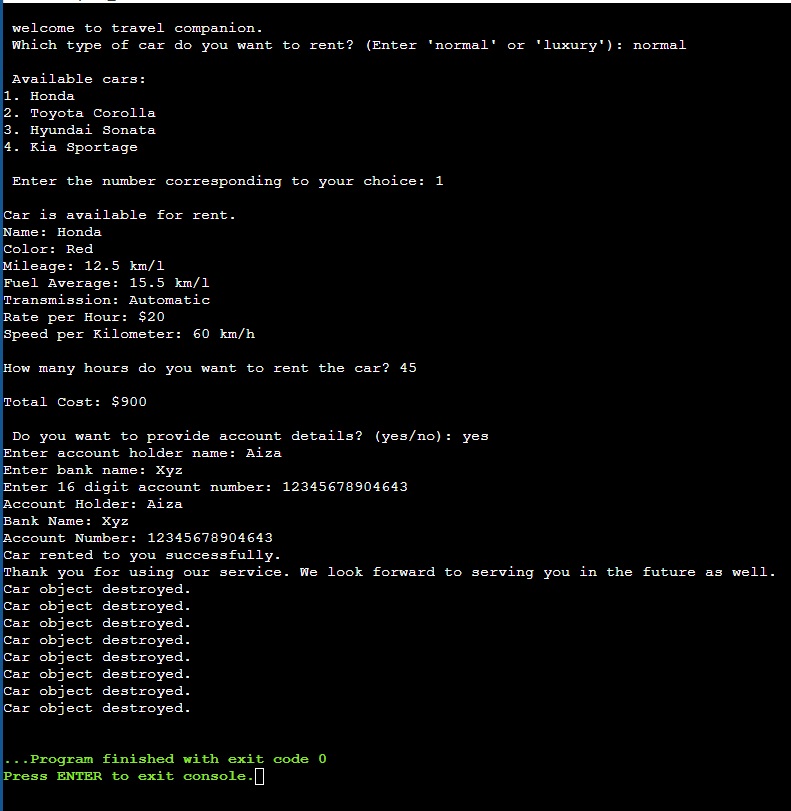 welcome to travel companion.
Which type of car do you want to rent? (Enter 'normal' or 'luxury'): normal
Available cars:
1. Honda
2. Toyota Corolla
3. Hyundai Sonata
4. Kia Sportage
Enter the number corresponding to your choice: 1
Car is available for rent.
Name: Honda
Color: Red
Mileage: 12.5 km/l
Fuel Average: 15.5 km/l
Transmission: Automatic
Rate per Hour: $20
Speed per Kilometer: 60 km/h
How many hours do you want to rent the car? 45
Total Cost: $900
Do you want to provide account details? (yes/no): yes
Enter account holder name: Aiza
Enter bank name: Xyz
Enter 16 digit account number: 12345678904643
Account Holder: Aiza
Bank Name: Xyz
Account Number: 12345678904643
Car rented to you successfully.
Thank you for using our service. We look forward to serving you in the future as well.
Car object destroyed.
Car object destroyed.
Car object destroyed.
Car object destroyed.
Car object destroyed.
Car object destroyed.
Car object destroyed.
Car object destroyed.
...Program finished with exit code 0
Press ENTER to exit console.